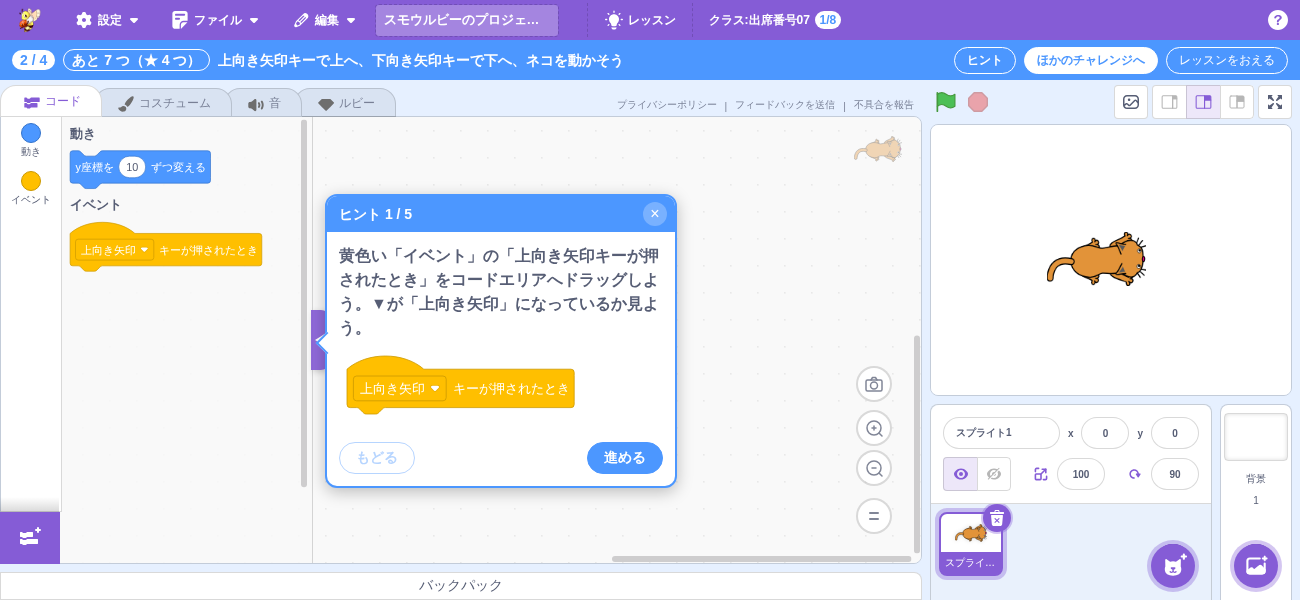 設定 ファイル 編集 スモウルビーのプロジェ… レッスン クラス:出席番号07 1/8 ?
2 / 4 あと 7 つ（★ 4 つ） 上向き矢印キーで上へ、下向き矢印キーで下へ、ネコを動かそう ヒント ほかのチャレンジへ レッスンをおえる
コード コスチューム 音 ルビー プライバシーポリシー | フィードバックを送信 | 不具合を報告
動き
イベント
動き
y座標を 10 ずつ変える
イベント
上向き矢印 キーが押されたとき
ヒント 1 / 5 ×
黄色い「イベント」の「上向き矢印キーが押
されたとき」をコードエリアへドラッグしよ
う。▼が「上向き矢印」になっているか見よ
う。
上向き矢印 キーが押されたとき
もどる 進める
スプライト1 x 0 y 0
100 90
スプライ…
背景
1
バックパック